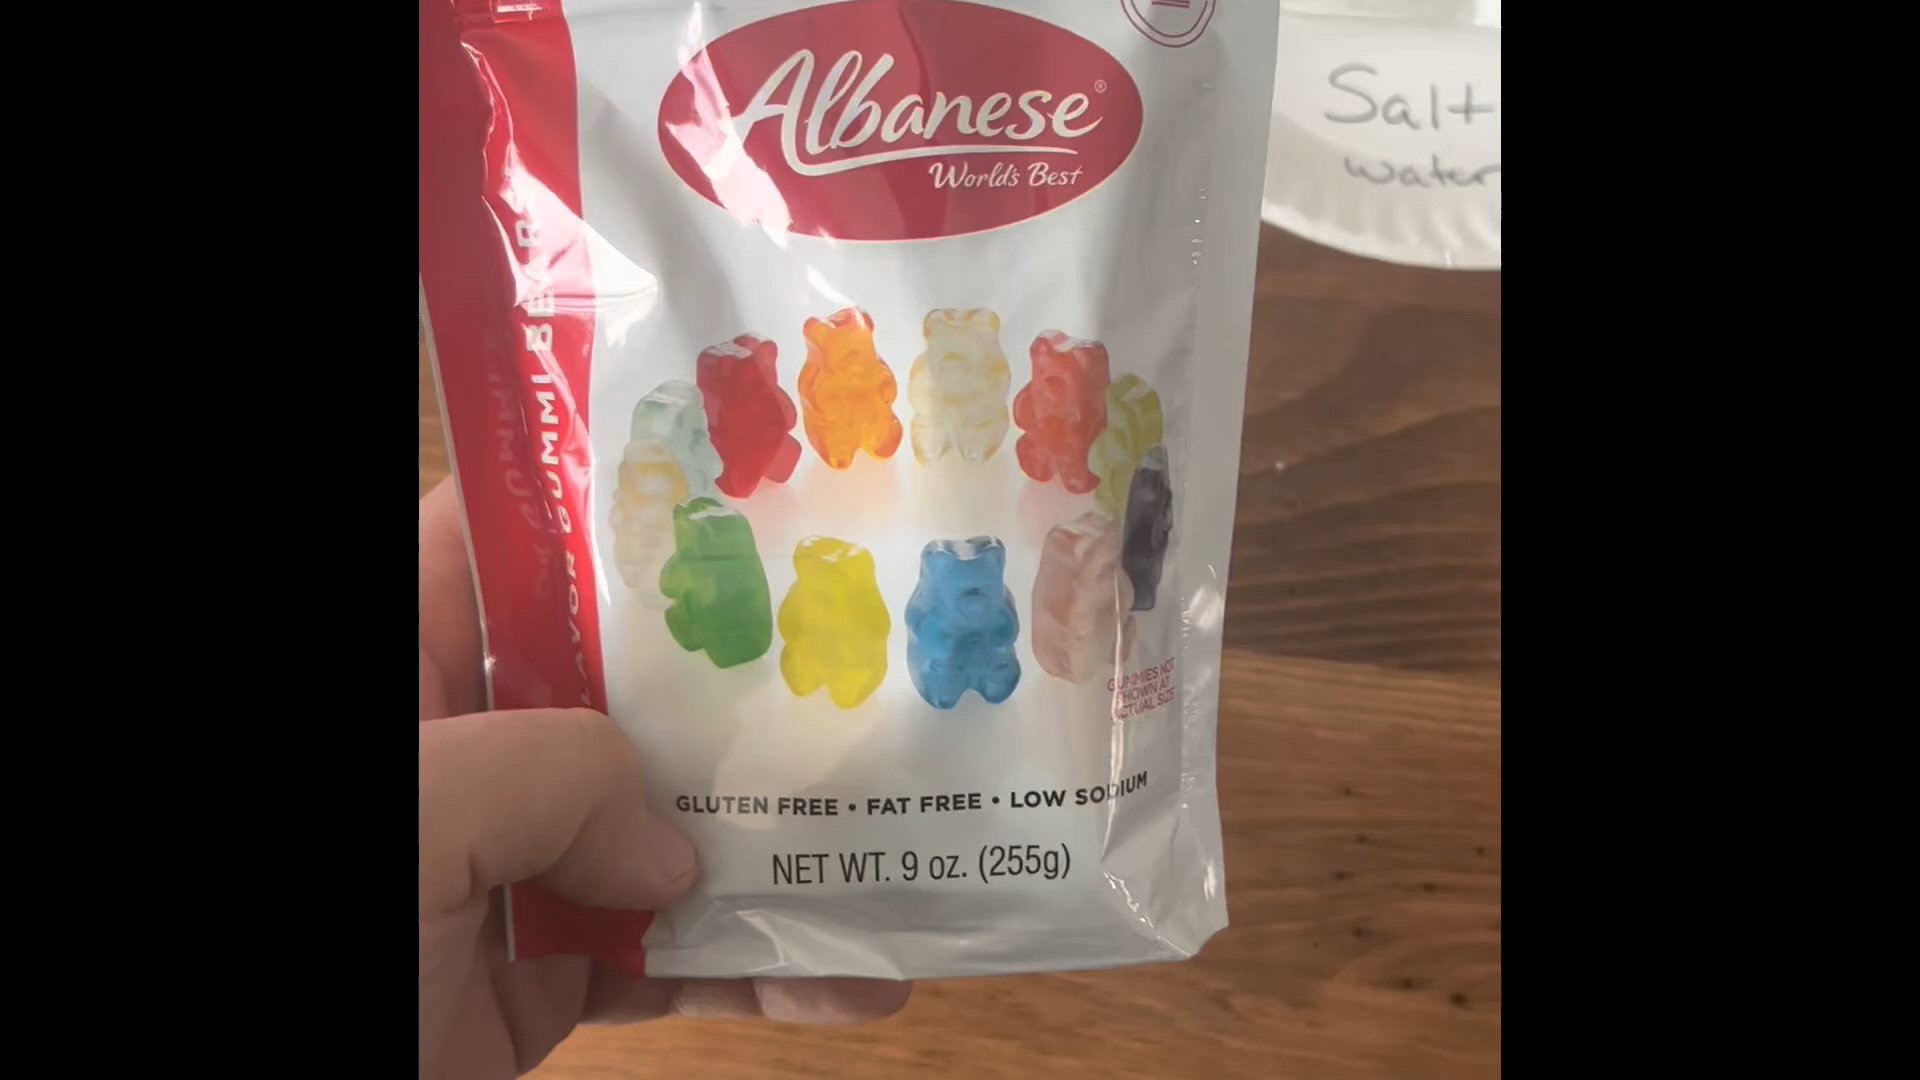 Albanese®
World's Best
Salt
water
GUMMI BEARS
GUMMIES NOT
SHOWN AT
ACTUAL SIZE
GLUTEN FREE • FAT FREE • LOW SODIUM
NET WT. 9 oz. (255g)